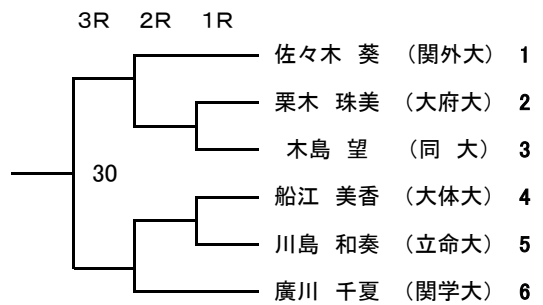 3R 2R 1R
佐々木 葵 (関外大) 1
栗木 珠美 (大府大) 2
木島 望 (同 大) 3
30
船江 美香 (大体大) 4
川島 和奏 (立命大) 5
廣川 千夏 (関学大) 6